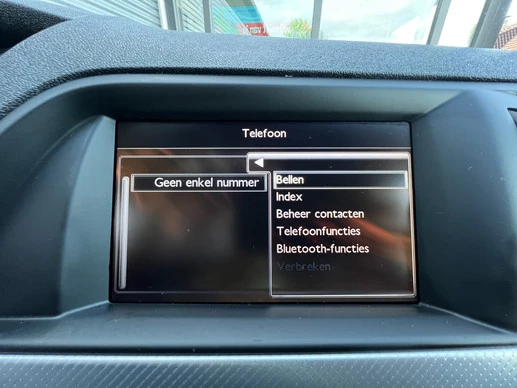 Telefoon
Geen enkel nummer
Bellen
Index
Beheer contacten
Telefoonfuncties
Bluetooth-functies
Verbreken